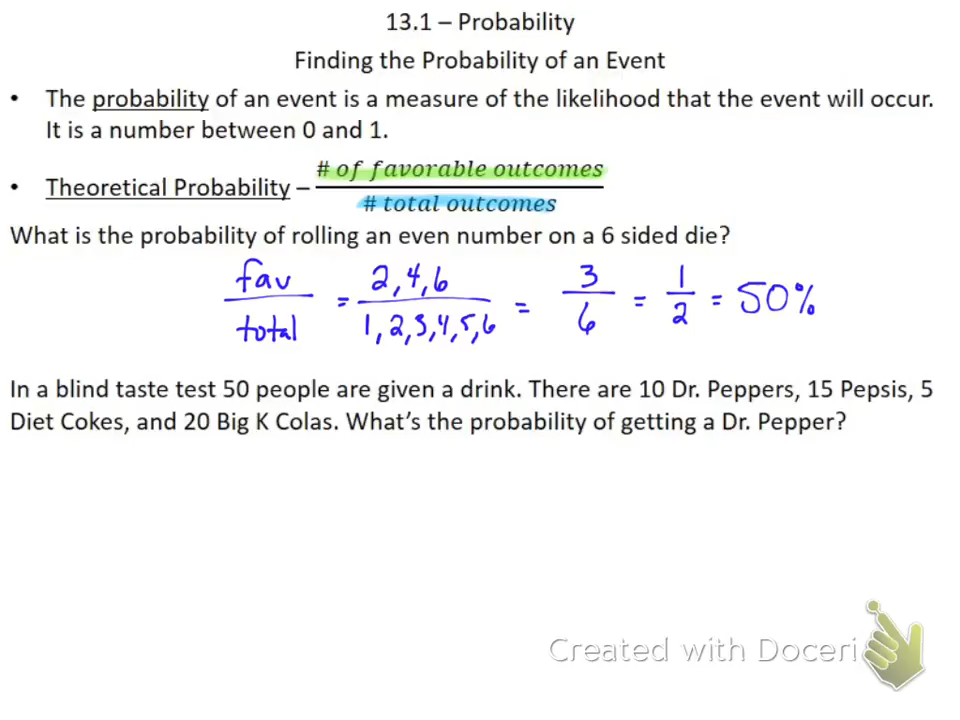 13.1 – Probability
Finding the Probability of an Event
• The probability of an event is a measure of the likelihood that the event will occur.
It is a number between 0 and 1.
• Theoretical Probability – # of favorable outcomes / # total outcomes
What is the probability of rolling an even number on a 6 sided die?
fav / total = 2,4,6 / 1,2,3,4,5,6 = 3 / 6 = 1 / 2 = 50%
In a blind taste test 50 people are given a drink. There are 10 Dr. Peppers, 15 Pepsis, 5
Diet Cokes, and 20 Big K Colas. What's the probability of getting a Dr. Pepper?
Created with Doceri